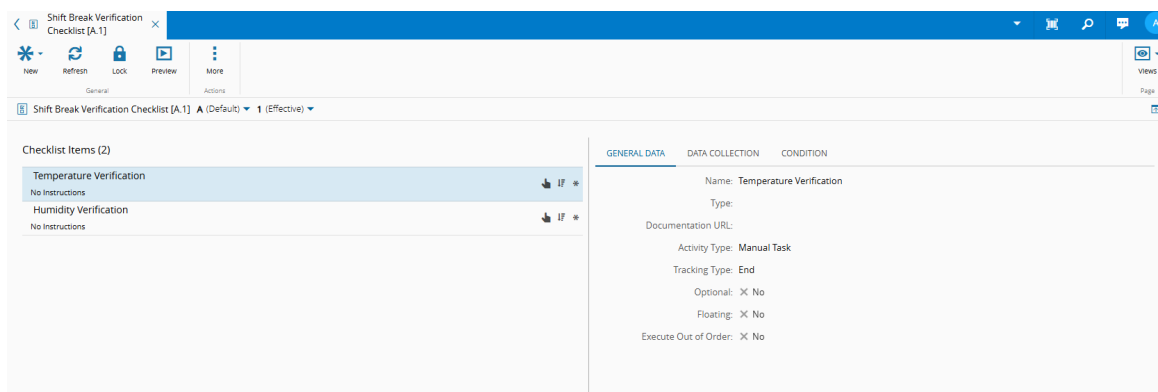 Shift Break Verification
Checklist [A.1]
New
Refresh
Lock
Preview
More
Views
General
Actions
Page
Shift Break Verification Checklist [A.1] A (Default) 1 (Effective)
Checklist Items (2)
Temperature Verification
No Instructions
Humidity Verification
No Instructions
GENERAL DATA DATA COLLECTION CONDITION
Name: Temperature Verification
Type:
Documentation URL:
Activity Type: Manual Task
Tracking Type: End
Optional: No
Floating: No
Execute Out of Order: No